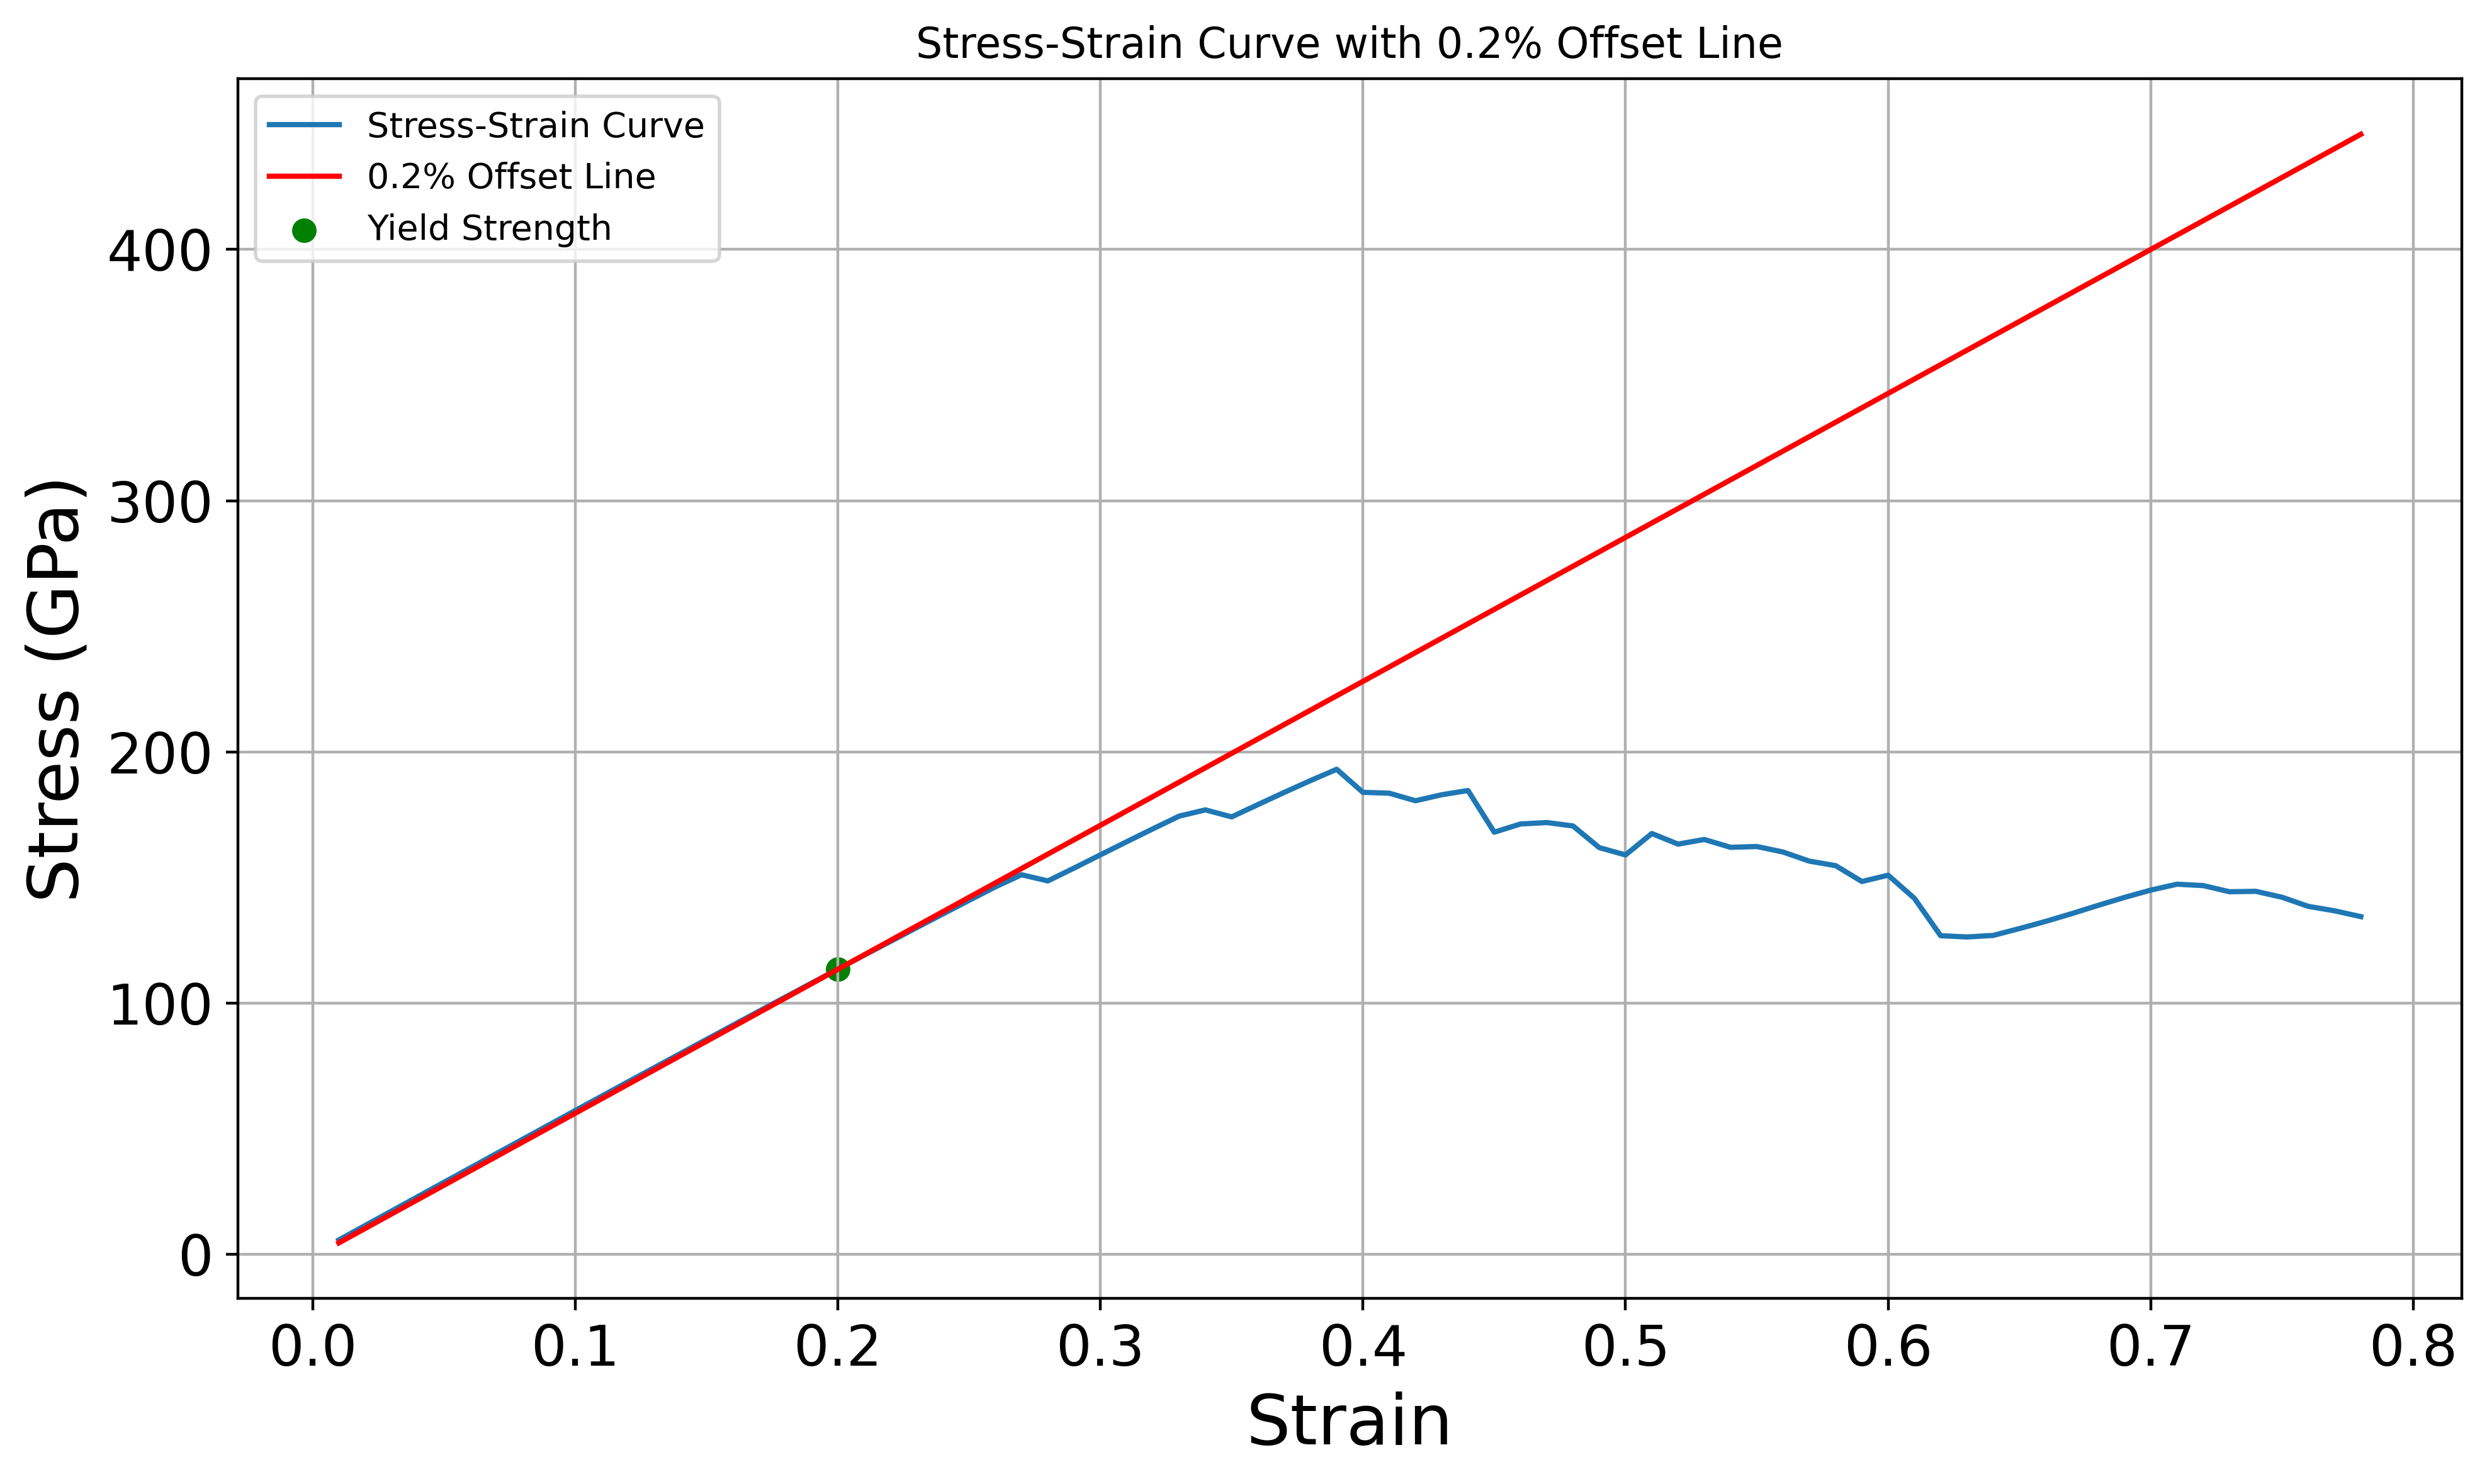 Stress-Strain Curve with 0.2% Offset Line
Stress-Strain Curve
0.2% Offset Line
Yield Strength
Stress (GPa)
400
300
200
100
0
0.0 0.1 0.2 0.3 0.4 0.5 0.6 0.7 0.8
Strain